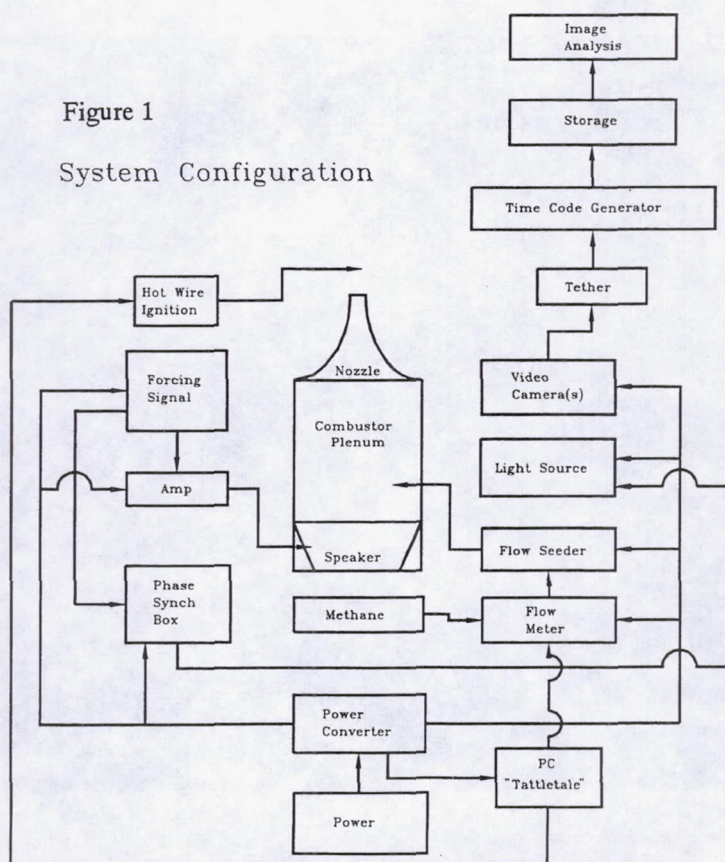 Image
Analysis
Figure 1
Storage
System Configuration
Time Code Generator
Tether
Hot Wire
Ignition
Forcing
Signal
Nozzle
Video
Camera(s)
Combustor
Plenum
Light Source
Amp
Speaker
Flow Seeder
Phase
Synch
Box
Methane
Flow
Meter
Power
Converter
PC
"Tattletale"
Power